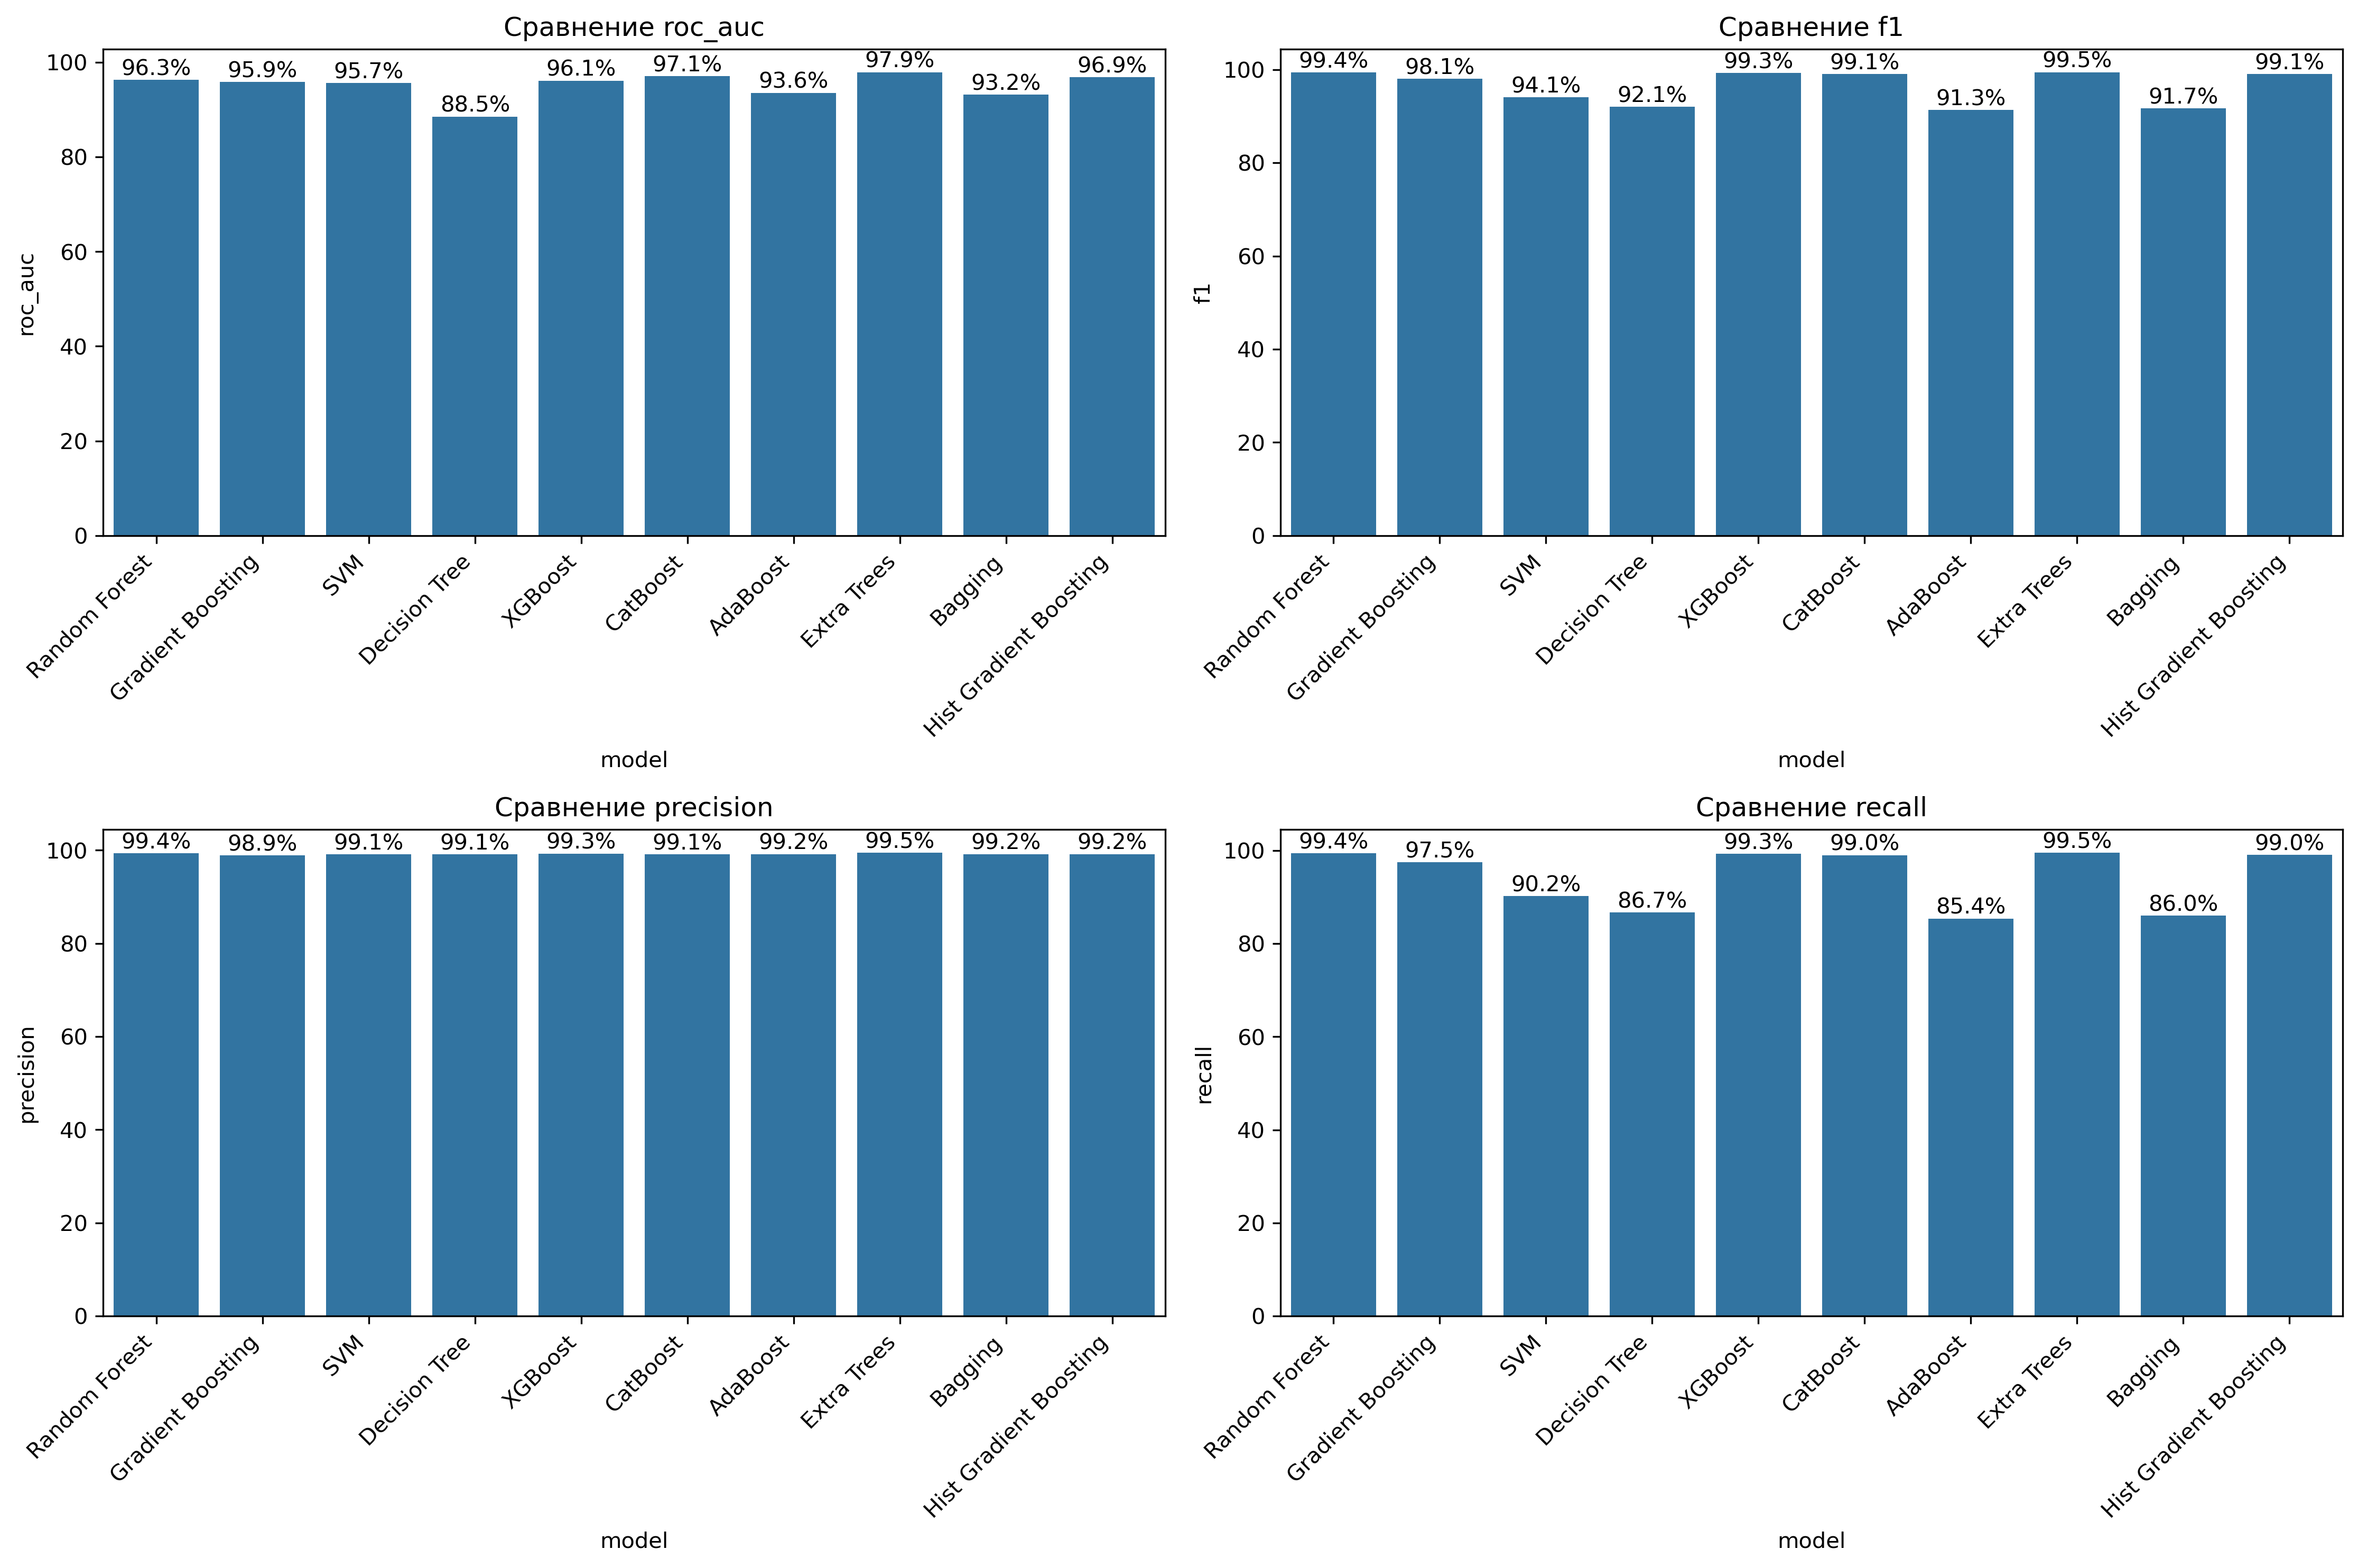 Сравнение roc_auc
96.3%
95.9%
95.7%
88.5%
96.1%
97.1%
93.6%
97.9%
93.2%
96.9%
100
80
60
40
20
0
roc_auc
Random Forest
Gradient Boosting
SVM
Decision Tree
XGBoost
CatBoost
AdaBoost
Extra Trees
Bagging
Hist Gradient Boosting
model
Сравнение f1
99.4%
98.1%
94.1%
92.1%
99.3%
99.1%
91.3%
99.5%
91.7%
99.1%
100
80
60
40
20
0
f1
Random Forest
Gradient Boosting
SVM
Decision Tree
XGBoost
CatBoost
AdaBoost
Extra Trees
Bagging
Hist Gradient Boosting
model
Сравнение precision
99.4%
98.9%
99.1%
99.1%
99.3%
99.1%
99.2%
99.5%
99.2%
99.2%
100
80
60
40
20
0
precision
Random Forest
Gradient Boosting
SVM
Decision Tree
XGBoost
CatBoost
AdaBoost
Extra Trees
Bagging
Hist Gradient Boosting
model
Сравнение recall
99.4%
97.5%
90.2%
86.7%
99.3%
99.0%
85.4%
99.5%
86.0%
99.0%
100
80
60
40
20
0
recall
Random Forest
Gradient Boosting
SVM
Decision Tree
XGBoost
CatBoost
AdaBoost
Extra Trees
Bagging
Hist Gradient Boosting
model